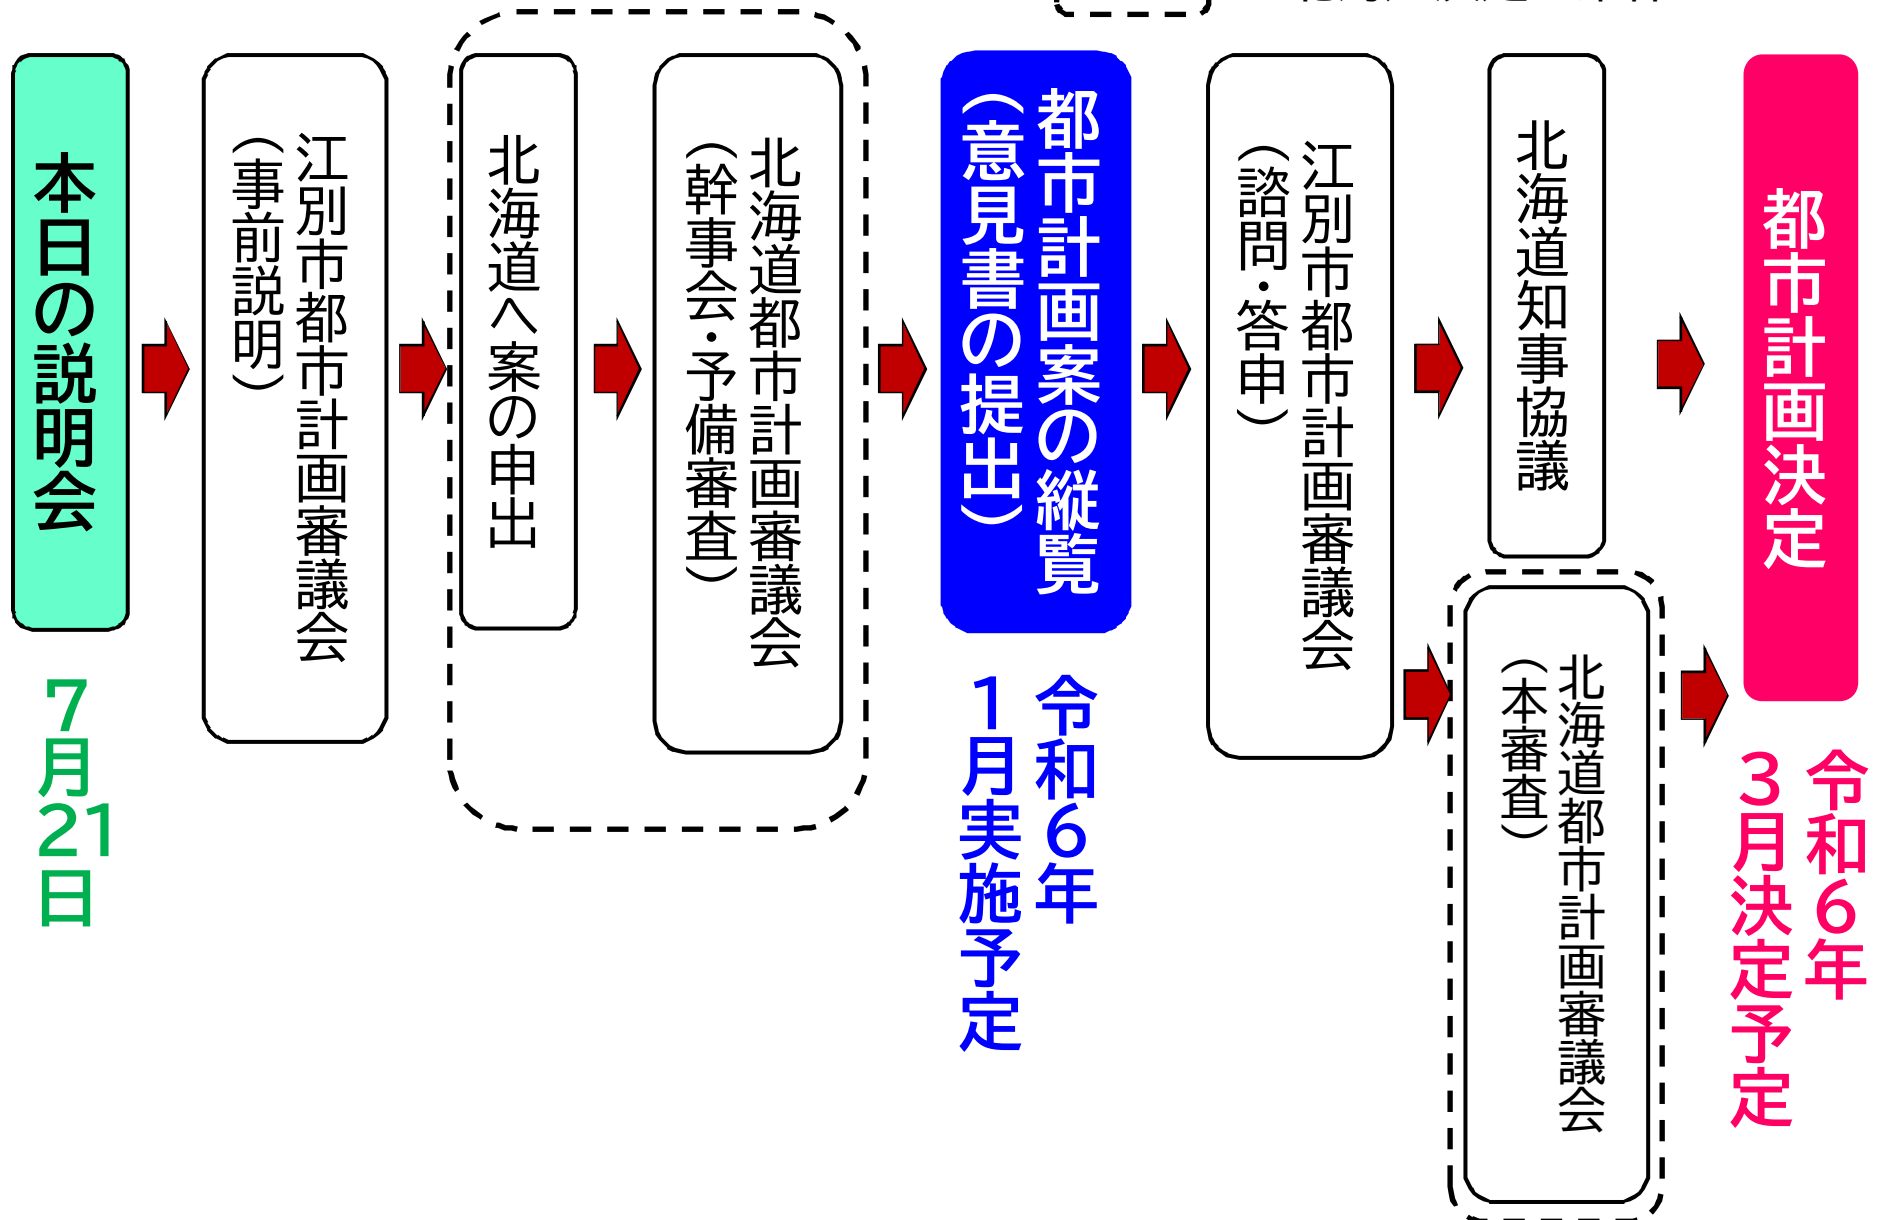 本日の説明会
7月21日
江別市都市計画審議会
（事前説明）
北海道へ案の申出
北海道都市計画審議会
（幹事会・予備審査）
都市計画案の縦覧
（意見書の提出）
令和６年
１月実施予定
江別市都市計画審議会
（諮問・答申）
北海道知事協議
北海道都市計画審議会
（本審査）
都市計画決定
令和６年
３月決定予定